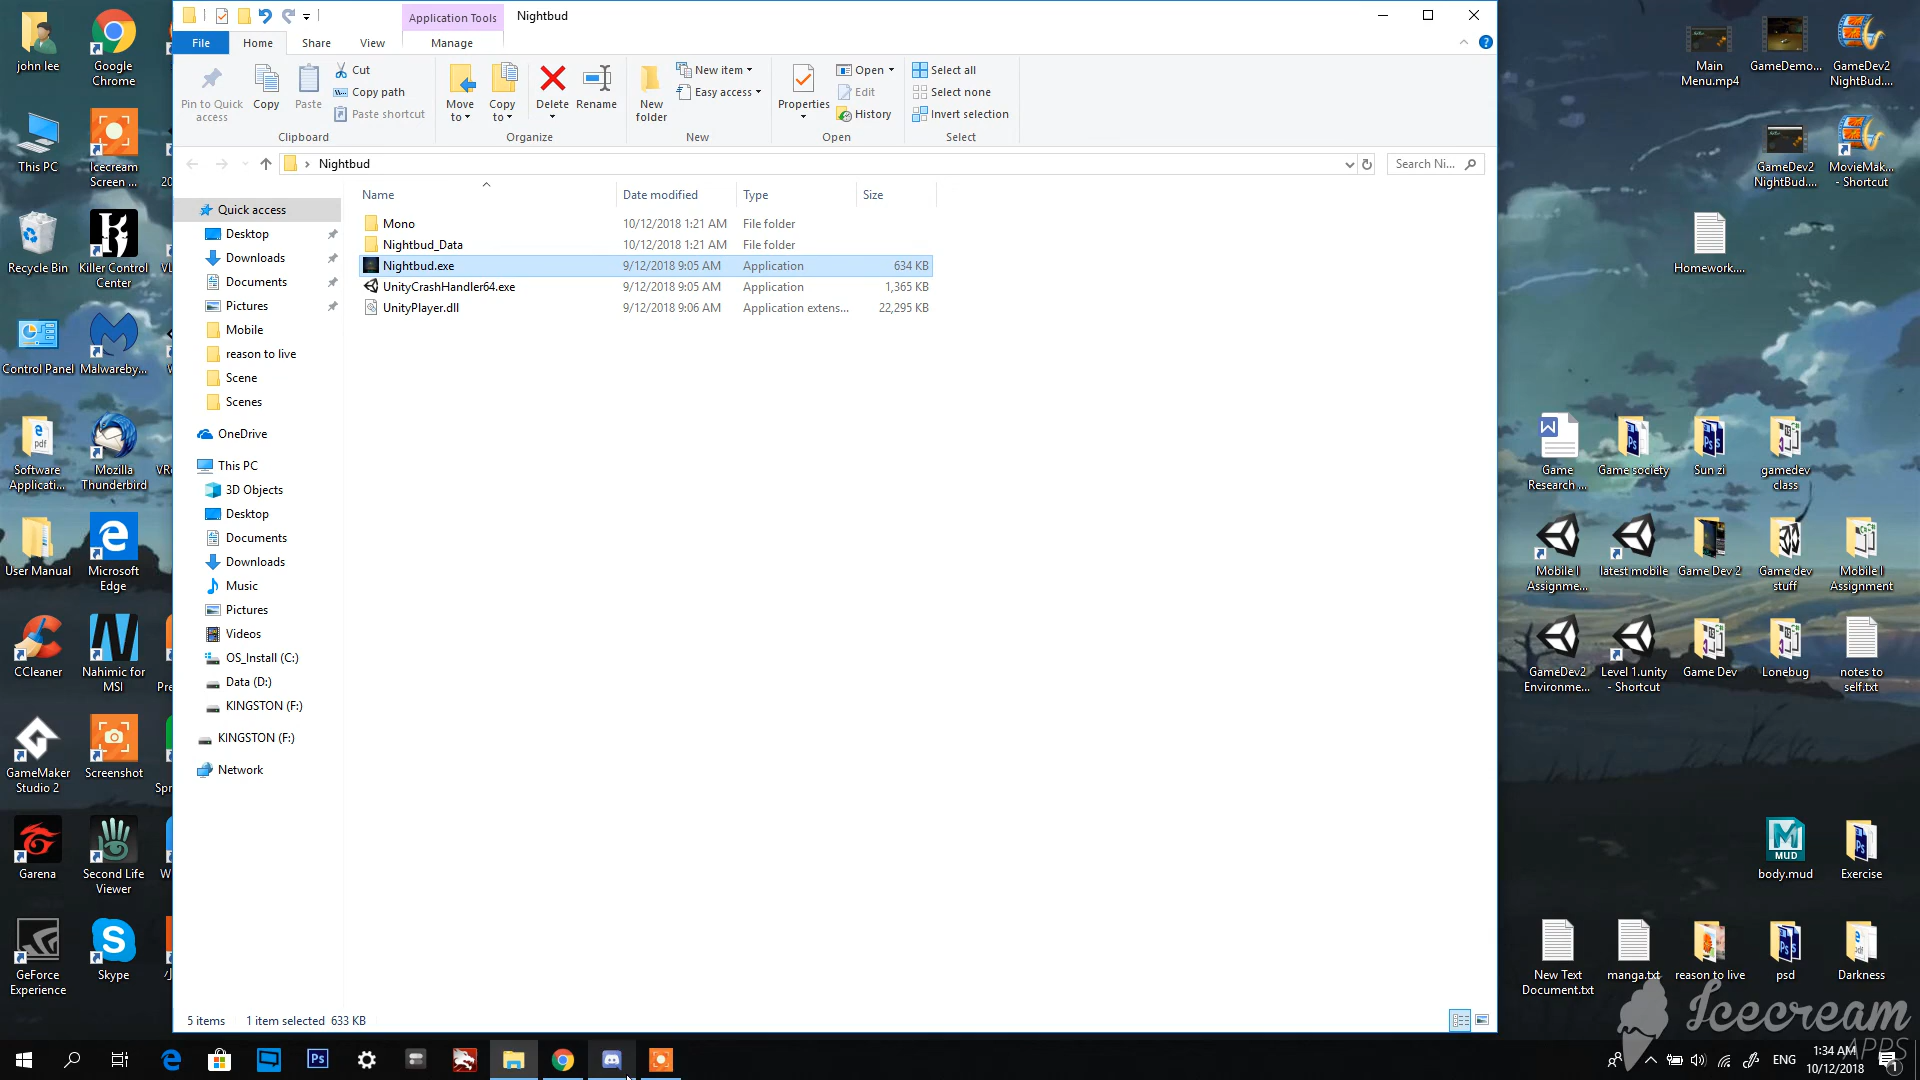 john lee
Google
Chrome
This PC
Icecream
Screen ...
Recycle Bin
Killer Control
Center
Control Panel
Malwareby...
Software
Applicati...
Mozilla
Thunderbird
User Manual
Microsoft
Edge
CCleaner
Nahimic for
MSI
GameMaker
Studio 2
Screenshot
Garena
Second Life
Viewer
GeForce
Experience
Skype
Application Tools
Nightbud
File
Home
Share
View
Manage
Pin to Quick
access
Copy
Paste
Cut
Copy path
Paste shortcut
Clipboard
Move
to
Copy
to
Delete
Rename
Organize
New
folder
New item
Easy access
New
Properties
Open
Edit
History
Open
Select all
Select none
Invert selection
Select
Nightbud
Search Ni...
Name
Date modified
Type
Size
Mono 10/12/2018 1:21 AM File folder
Nightbud_Data 10/12/2018 1:21 AM File folder
Nightbud.exe 9/12/2018 9:05 AM Application 634 KB
UnityCrashHandler64.exe 9/12/2018 9:05 AM Application 1,365 KB
UnityPlayer.dll 9/12/2018 9:06 AM Application extens... 22,295 KB
Quick access
Desktop
Downloads
Documents
Pictures
Mobile
reason to live
Scene
Scenes
OneDrive
This PC
3D Objects
Desktop
Documents
Downloads
Music
Pictures
Videos
OS_Install (C:)
Data (D:)
KINGSTON (F:)
KINGSTON (F:)
Network
5 items 1 item selected 633 KB
Main
Menu.mp4
GameDemo...
GameDev2
NightBud....
GameDev2
NightBud....
MovieMak...
- Shortcut
Homework....
Game
Research ...
Game society
Sun zi
gamedev
class
Mobile I
Assignme...
latest mobile
Game Dev 2
Game dev
stuff
Mobile I
Assignment
GameDev2
Environme...
Level 1.unity
- Shortcut
Game Dev
Lonebug
notes to
self.txt
MUD
body.mud
Exercise
New Text
Document.txt
manga.txt
reason to live
psd
Darkness
Icecream
APPS
ENG
1:34 AM
10/12/2018
1